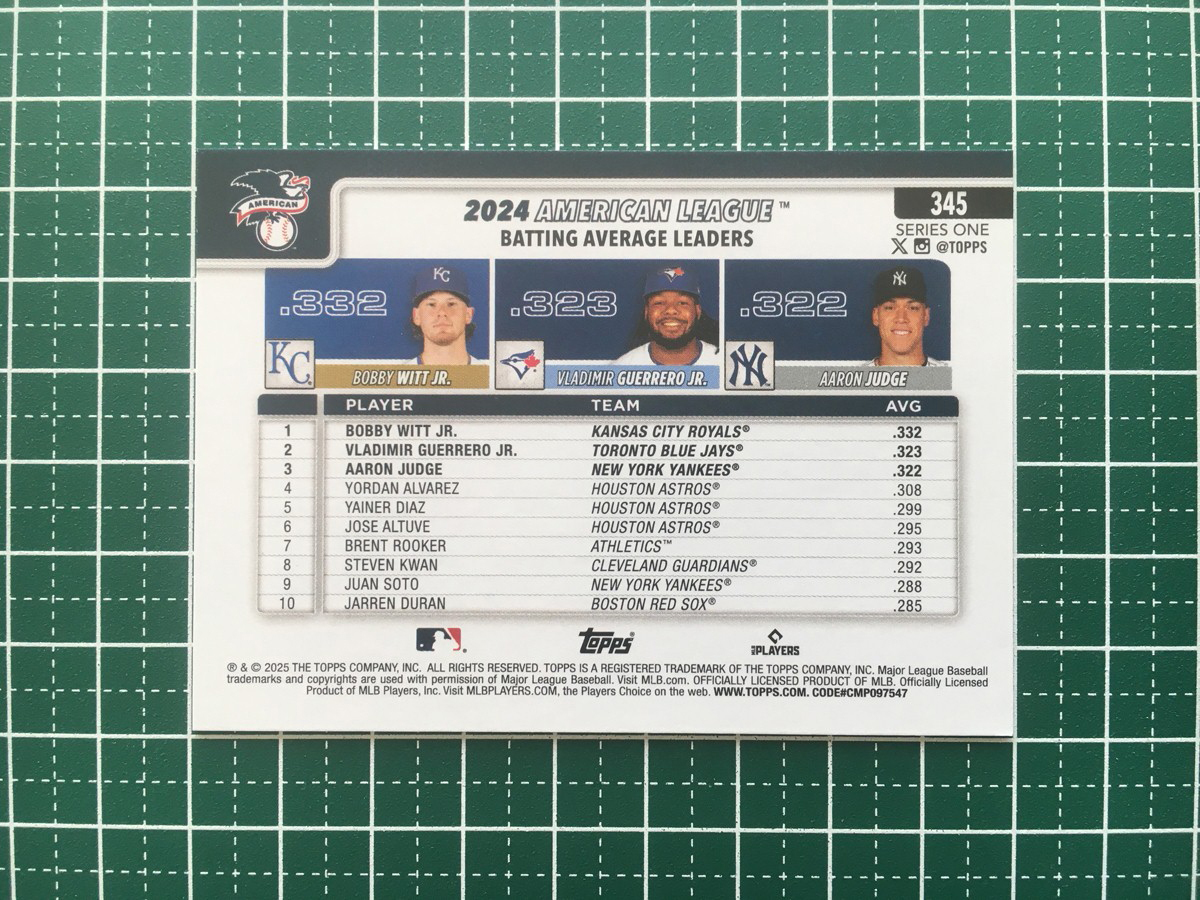 AMERICAN
2024 AMERICAN LEAGUE™
BATTING AVERAGE LEADERS
345
SERIES ONE
@TOPPS
.332
KC
KC
BOBBY WITT JR.
.323
VLADIMIR GUERRERO JR.
.322
NY
NY
AARON JUDGE
PLAYER TEAM AVG
1 BOBBY WITT JR. KANSAS CITY ROYALS® .332
2 VLADIMIR GUERRERO JR. TORONTO BLUE JAYS® .323
3 AARON JUDGE NEW YORK YANKEES® .322
4 YORDAN ALVAREZ HOUSTON ASTROS® .308
5 YAINER DIAZ HOUSTON ASTROS® .299
6 JOSE ALTUVE HOUSTON ASTROS® .295
7 BRENT ROOKER ATHLETICS™ .293
8 STEVEN KWAN CLEVELAND GUARDIANS® .292
9 JUAN SOTO NEW YORK YANKEES® .288
10 JARREN DURAN BOSTON RED SOX® .285
topps® PLAYERS
® & © 2025 THE TOPPS COMPANY, INC. ALL RIGHTS RESERVED. TOPPS IS A REGISTERED TRADEMARK OF THE TOPPS COMPANY, INC. Major League Baseball
trademarks and copyrights are used with permission of Major League Baseball. Visit MLB.com. OFFICIALLY LICENSED PRODUCT OF MLB. Officially Licensed
Product of MLB Players, Inc. Visit MLBPLAYERS.COM, the Players Choice on the web. WWW.TOPPS.COM. CODE#CMP097547